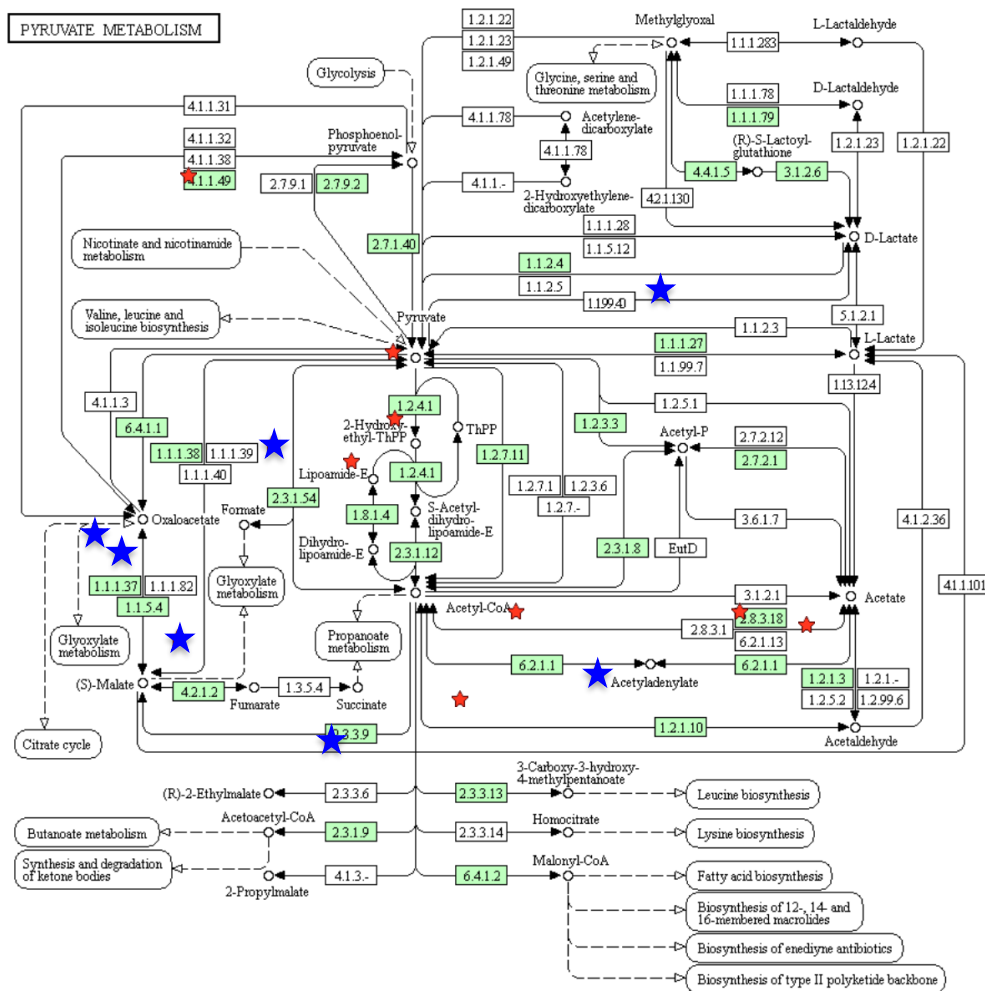 PYRUVATE METABOLISM
1.2.1.22
1.2.1.23
1.2.1.49
Methylglyoxal
1.1.1.283
L-Lactaldehyde
Glycolysis
Glycine, serine and
threonine metabolism
1.1.1.78
1.1.1.79
D-Lactaldehyde
4.1.1.31
4.1.1.32
4.1.1.38
4.1.1.49
Phosphoenol-
pyruvate
4.1.1.78
Acetylene-
dicarboxylate
4.1.1.78
(R)-S-Lactoyl-
glutathione
1.2.1.23
1.2.1.22
2.7.9.1
2.7.9.2
4.1.1.-
2-Hydroxyethylene-
dicarboxylate
4.4.1.5
3.1.2.6
4.2.1.130
Nicotinate and nicotinamide
metabolism
2.7.1.40
1.1.1.28
1.1.5.12
D-Lactate
1.1.2.4
1.1.2.5
1.1.99.40
Valine, leucine and
isoleucine biosynthesis
Pyruvate
5.1.2.1
1.1.2.3
L-Lactate
1.1.1.27
1.1.99.7
1.13.12.4
4.1.1.3
6.4.1.1
1.2.4.1
1.2.5.1
1.2.3.3
2-Hydroxy-
ethyl-ThPP
ThPP
Acetyl-P
2.7.2.12
2.7.2.1
1.1.1.38
1.1.1.39
1.1.1.40
1.2.7.11
Lipoamide-E
1.2.4.1
1.2.7.1
1.2.3.6
1.2.7.-
2.3.1.54
Formate
Oxaloacetate
1.8.1.4
S-Acetyl-
dihydro-
lipoamide-E
3.6.1.7
4.1.2.36
Dihydro-
lipoamide-E
2.3.1.12
2.3.1.8
EutD
1.1.1.37
1.1.1.82
1.1.5.4
Glyoxylate
metabolism
4.1.1.101
Acetyl-CoA
3.1.2.1
Acetate
2.8.3.18
2.8.3.1
6.2.1.13
Glyoxylate
metabolism
Propanoate
metabolism
6.2.1.1
6.2.1.1
Acetyladenylate
1.2.1.3
1.2.1.-
1.2.5.2
1.2.99.6
(S)-Malate
4.2.1.2
1.3.5.4
Fumarate
Succinate
2.3.3.9
1.2.1.10
Acetaldehyde
Citrate cycle
(R)-2-Ethylmalate
2.3.3.6
2.3.3.13
3-Carboxy-3-hydroxy-
4-methylpentanoate
Leucine biosynthesis
Butanoate metabolism
Acetoacetyl-CoA
2.3.1.9
2.3.3.14
Homocitrate
Lysine biosynthesis
Synthesis and degradation
of ketone bodies
4.1.3.-
2-Propylmalate
6.4.1.2
Malonyl-CoA
Fatty acid biosynthesis
Biosynthesis of 12-, 14- and
16-membered macrolides
Biosynthesis of enediyne antibiotics
Biosynthesis of type II polyketide backbone